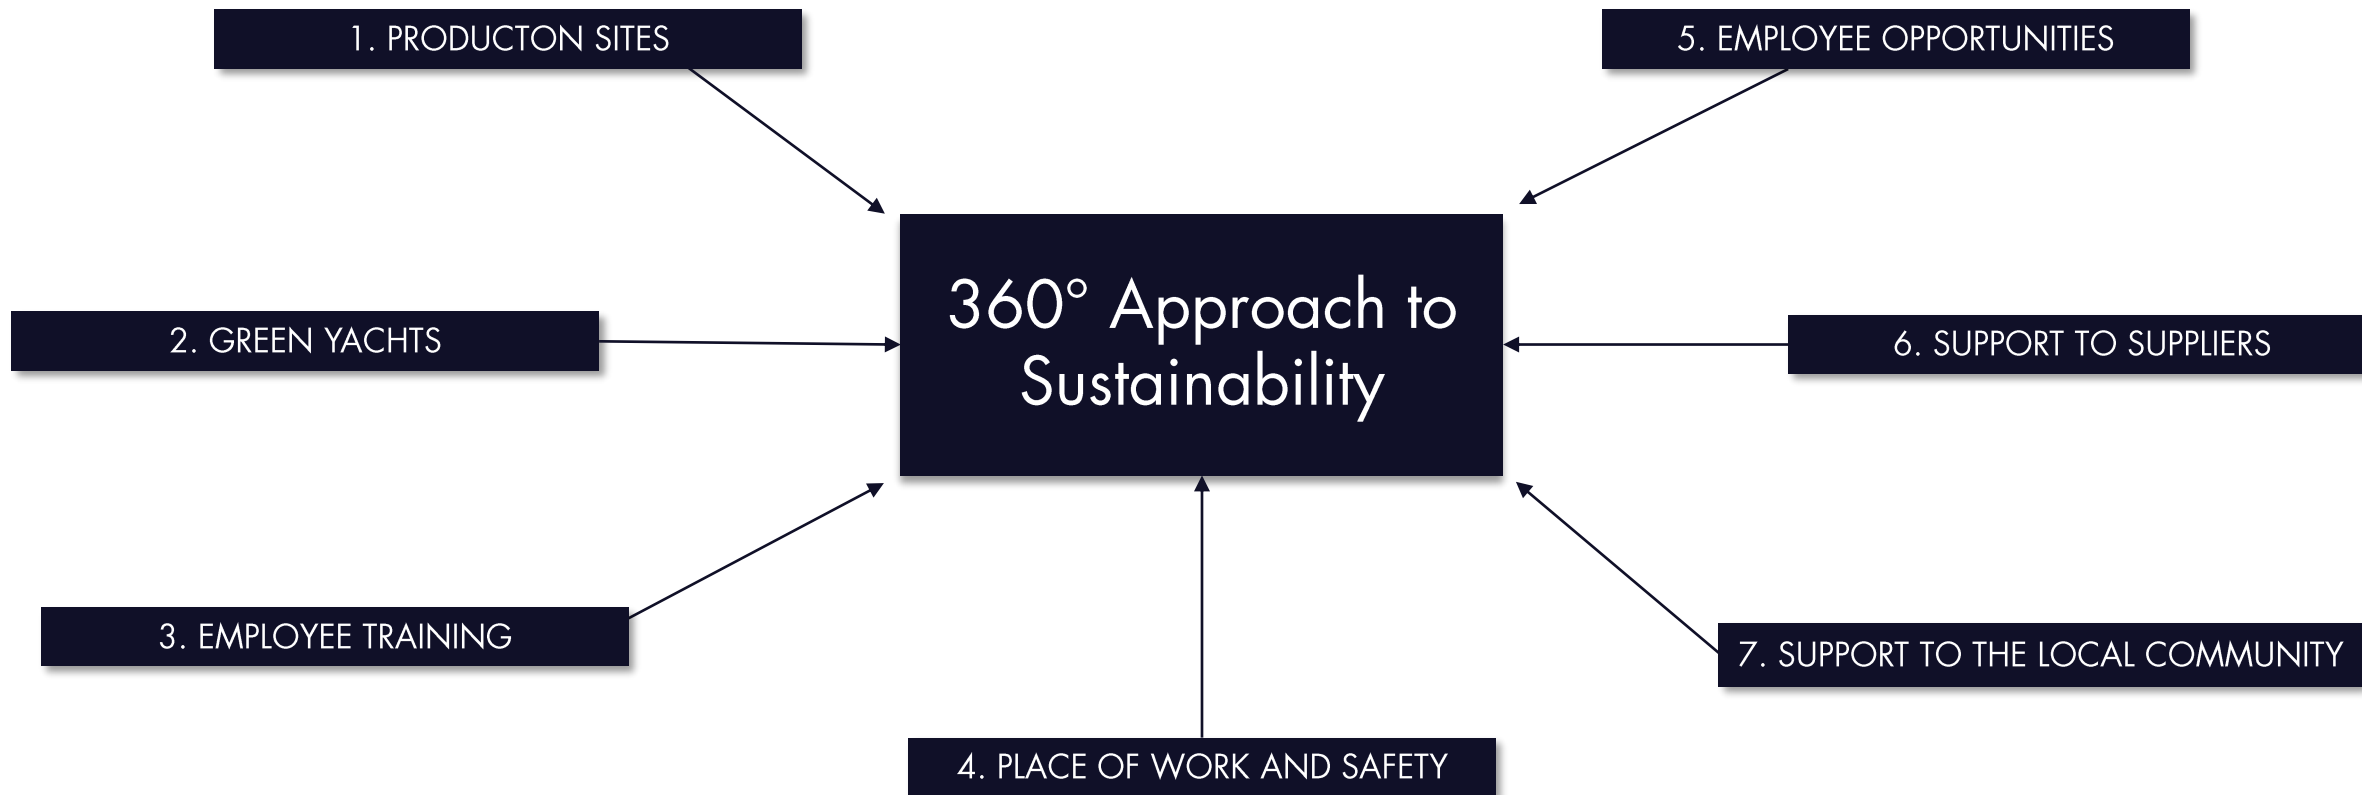 1. PRODUCTON SITES
5. EMPLOYEE OPPORTUNITIES
360° Approach to
Sustainability
2. GREEN YACHTS
6. SUPPORT TO SUPPLIERS
3. EMPLOYEE TRAINING
7. SUPPORT TO THE LOCAL COMMUNITY
4. PLACE OF WORK AND SAFETY